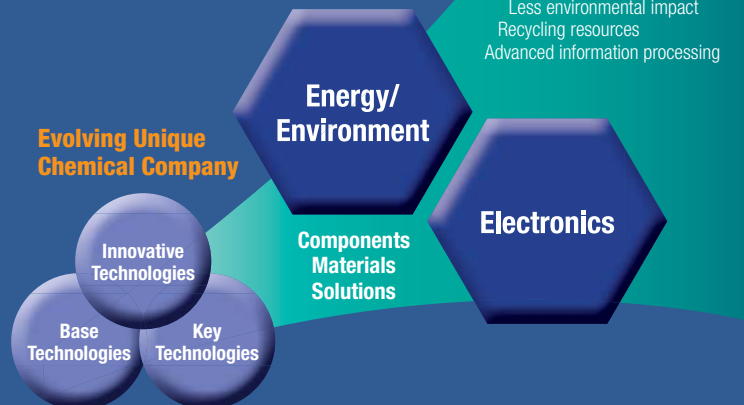 Less environmental impact
Recycling resources
Advanced information processing
Energy/
Environment
Evolving Unique
Chemical Company
Electronics
Components
Materials
Solutions
Innovative
Technologies
Base
Technologies
Key
Technologies